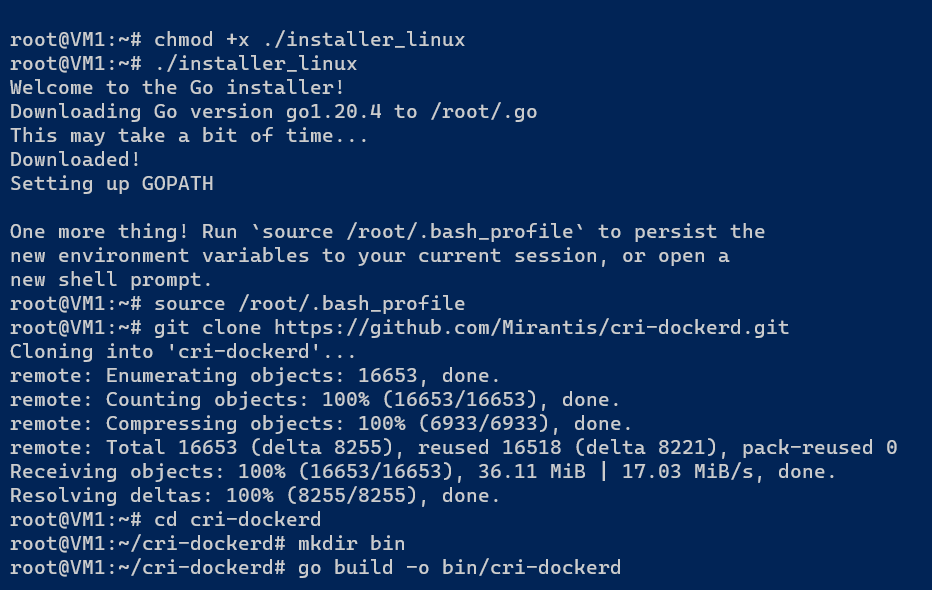 root@VM1:~# chmod +x ./installer_linux
root@VM1:~# ./installer_linux
Welcome to the Go installer!
Downloading Go version go1.20.4 to /root/.go
This may take a bit of time...
Downloaded!
Setting up GOPATH
One more thing! Run `source /root/.bash_profile` to persist the
new environment variables to your current session, or open a
new shell prompt.
root@VM1:~# source /root/.bash_profile
root@VM1:~# git clone https://github.com/Mirantis/cri-dockerd.git
Cloning into 'cri-dockerd'...
remote: Enumerating objects: 16653, done.
remote: Counting objects: 100% (16653/16653), done.
remote: Compressing objects: 100% (6933/6933), done.
remote: Total 16653 (delta 8255), reused 16518 (delta 8221), pack-reused 0
Receiving objects: 100% (16653/16653), 36.11 MiB | 17.03 MiB/s, done.
Resolving deltas: 100% (8255/8255), done.
root@VM1:~# cd cri-dockerd
root@VM1:~/cri-dockerd# mkdir bin
root@VM1:~/cri-dockerd# go build -o bin/cri-dockerd